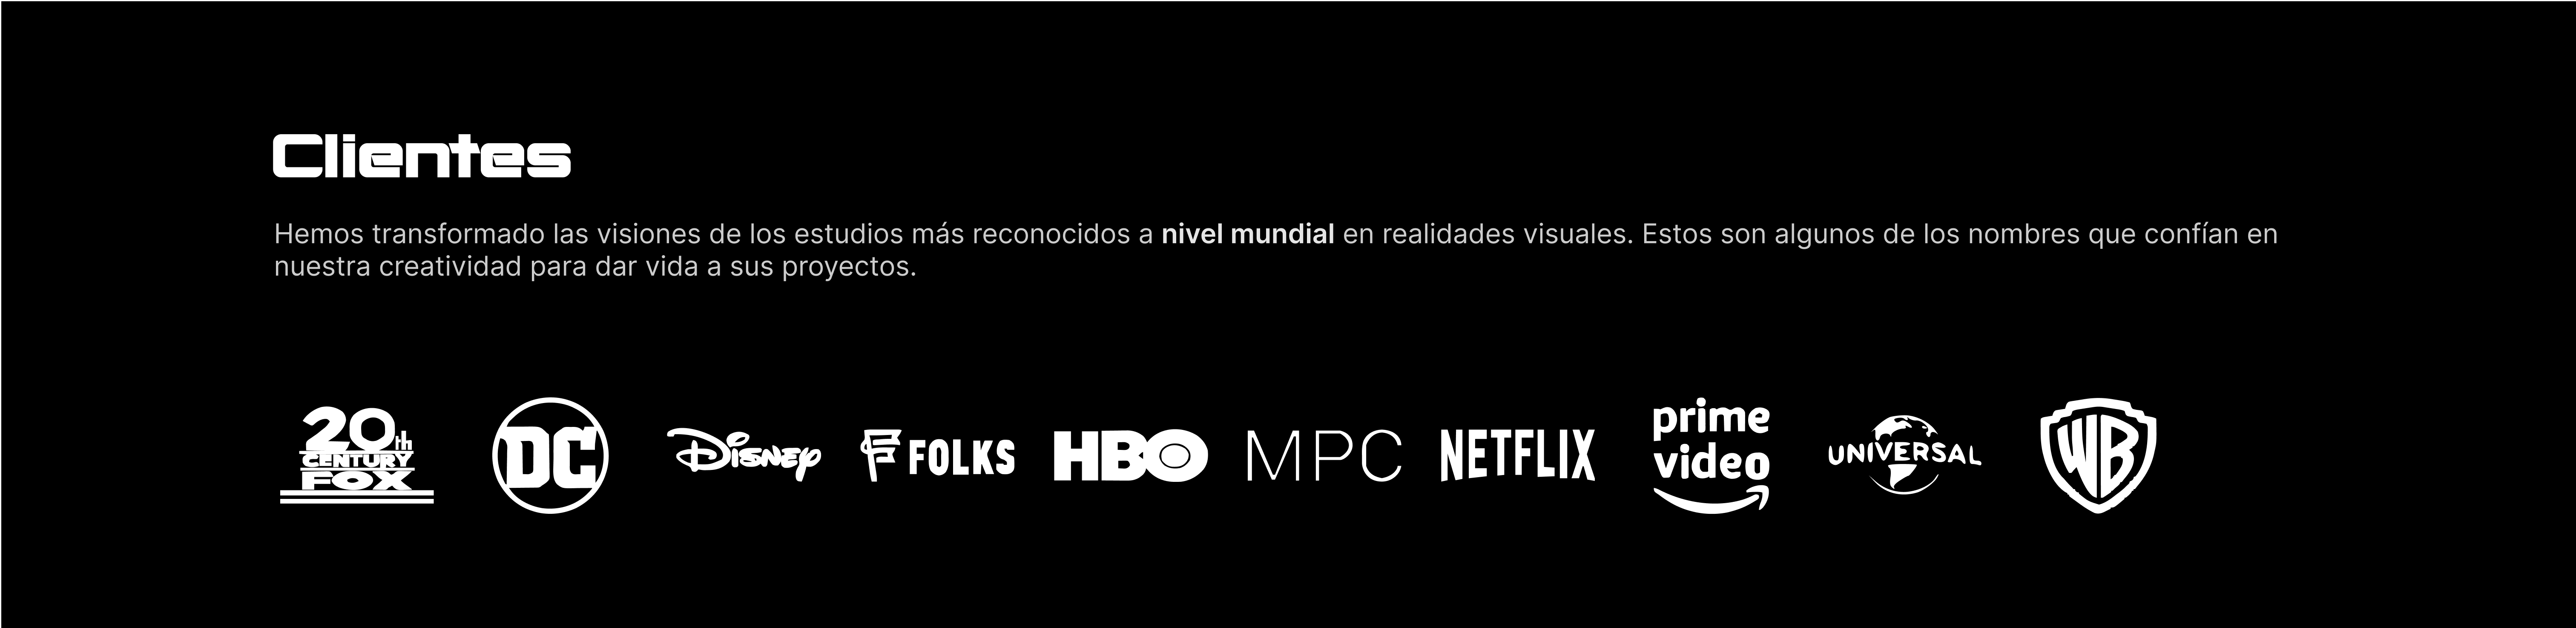 Clientes
Hemos transformado las visiones de los estudios más reconocidos a nivel mundial en realidades visuales. Estos son algunos de los nombres que confían en
nuestra creatividad para dar vida a sus proyectos.
20th
CENTURY
FOX
DC
Disney
F FOLKS
HBO
MPC
NETFLIX
prime
video
UNIVERSAL
WB